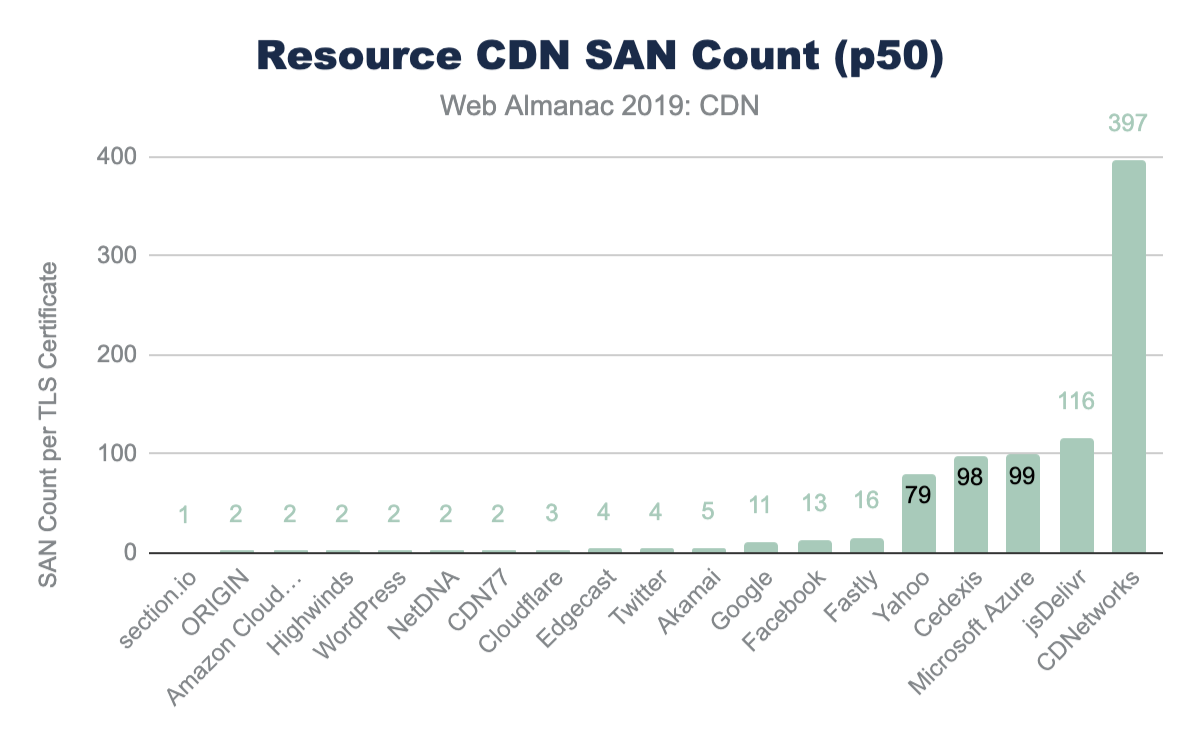 Resource CDN SAN Count (p50)
Web Almanac 2019: CDN
SAN Count per TLS Certificate
400
300
200
100
0
1
2
2
2
2
2
2
3
4
4
5
11
13
16
79
98
99
116
397
section.io
ORIGIN
Amazon Cloud...
Highwinds
WordPress
NetDNA
CDN77
Cloudflare
Edgecast
Twitter
Akamai
Google
Facebook
Fastly
Yahoo
Cedexis
Microsoft Azure
jsDelivr
CDNetworks